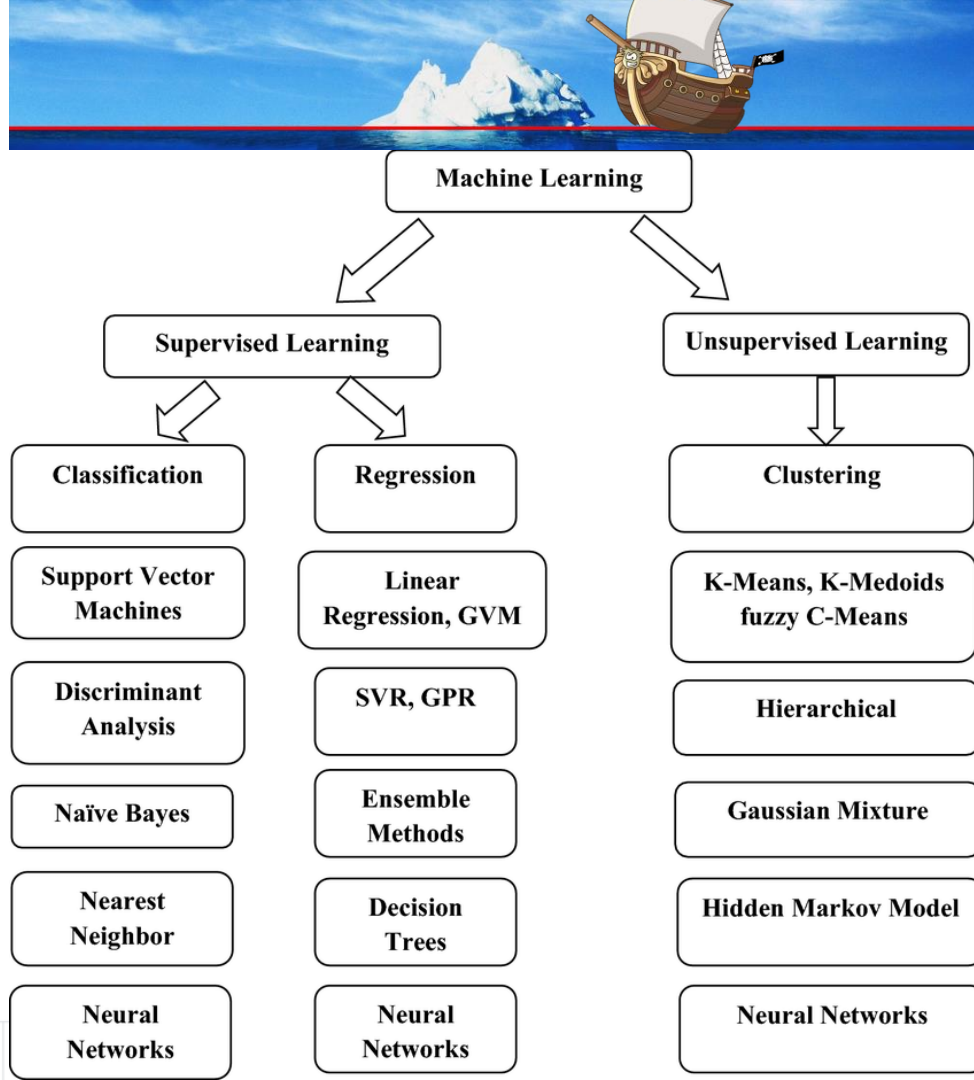 Machine Learning
Supervised Learning
Unsupervised Learning
Classification
Regression
Clustering
Support Vector
Machines
Linear
Regression, GVM
K-Means, K-Medoids
fuzzy C-Means
Discriminant
Analysis
SVR, GPR
Hierarchical
Naïve Bayes
Ensemble
Methods
Gaussian Mixture
Nearest
Neighbor
Decision
Trees
Hidden Markov Model
Neural
Networks
Neural
Networks
Neural Networks